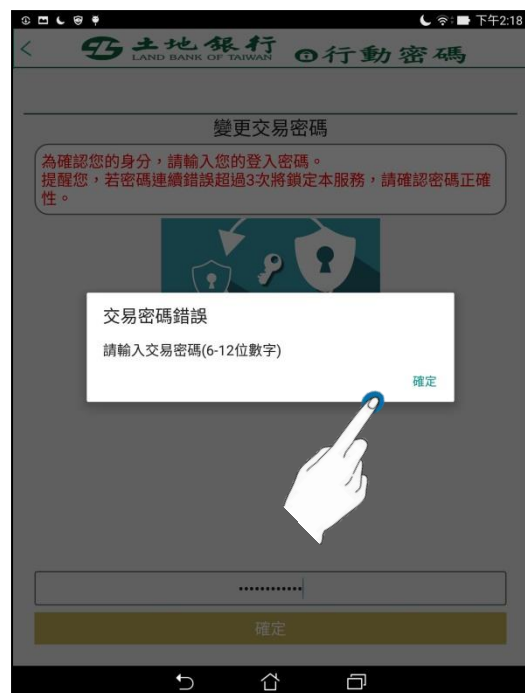 下午2:18
土地銀行
LAND BANK OF TAIWAN
行動密碼
變更交易密碼
為確認您的身分，請輸入您的登入密碼。
提醒您，若密碼連續錯誤超過3次將鎖定本服務，請確認密碼正確
性。
交易密碼錯誤
請輸入交易密碼(6-12位數字)
確定
確定